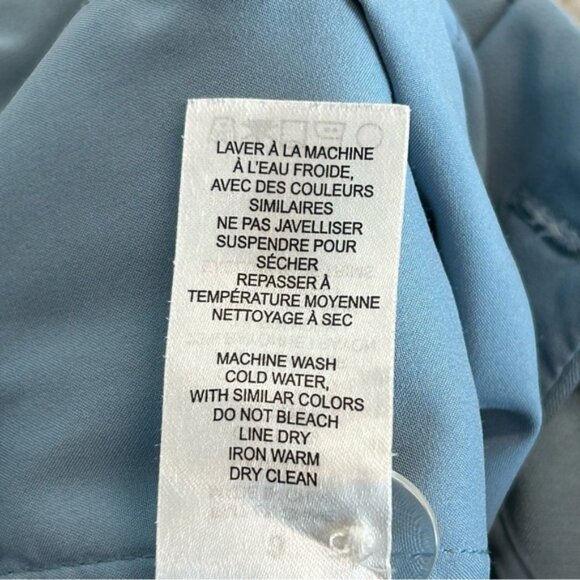 LAVER À LA MACHINE
À L'EAU FROIDE,
AVEC DES COULEURS
SIMILAIRES
NE PAS JAVELLISER
SUSPENDRE POUR
SÉCHER
REPASSER À
TEMPÉRATURE MOYENNE
NETTOYAGE À SEC
MACHINE WASH
COLD WATER,
WITH SIMILAR COLORS
DO NOT BLEACH
LINE DRY
IRON WARM
DRY CLEAN